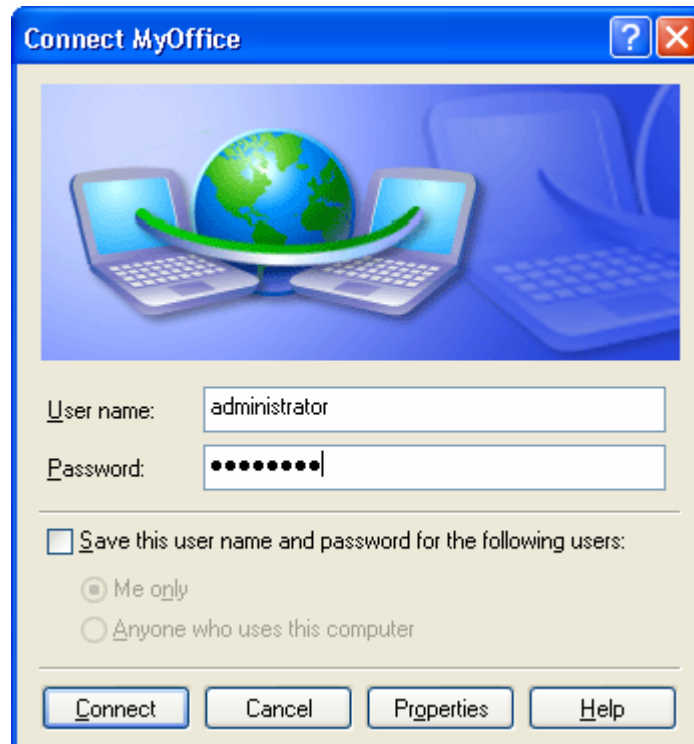 Connect MyOffice
User name: administrator
Password: ●●●●●●●●
Save this user name and password for the following users:
Me only
Anyone who uses this computer
Connect Cancel Properties Help